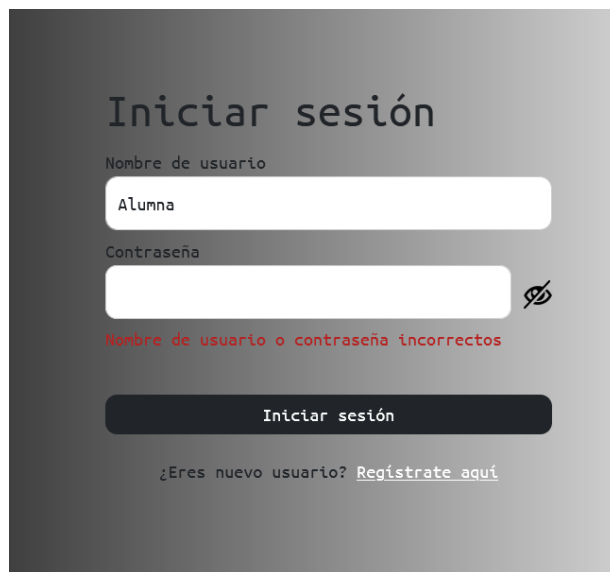 Iniciar sesión
Nombre de usuario
Alumna
Contraseña
Nombre de usuario o contraseña incorrectos
Iniciar sesión
¿Eres nuevo usuario? Regístrate aquí